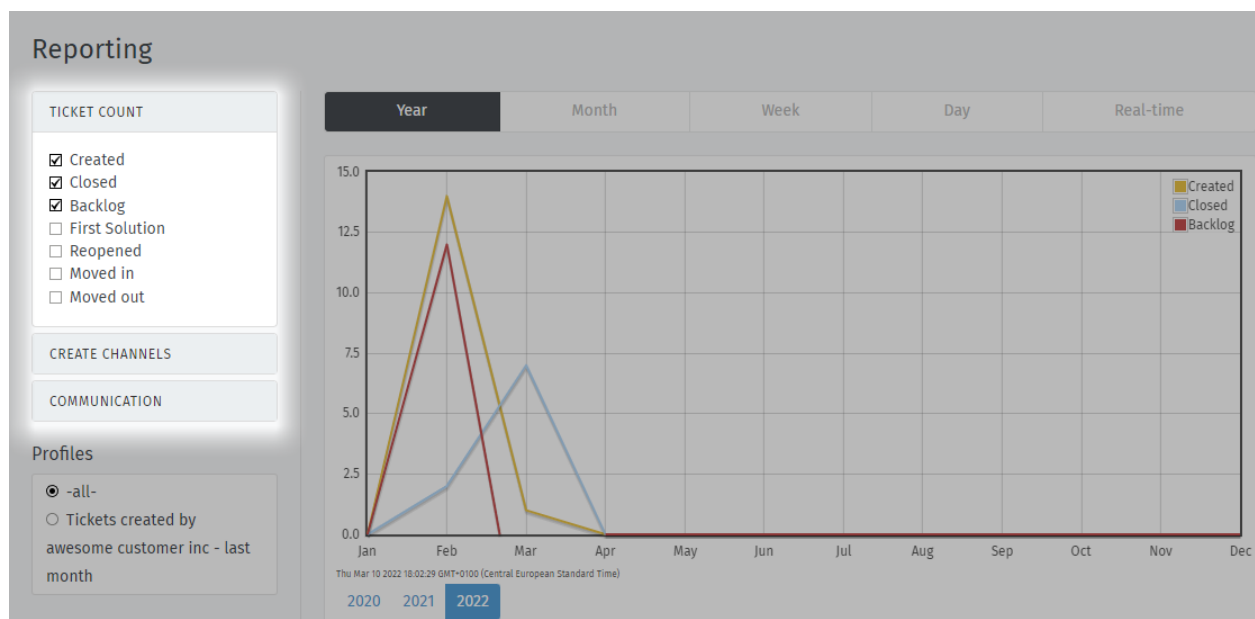 Reporting
TICKET COUNT
Created
Closed
Backlog
First Solution
Reopened
Moved in
Moved out
CREATE CHANNELS
COMMUNICATION
Profiles
-all-
Tickets created by
awesome customer inc - last
month
Year Month Week Day Real-time
15.0
12.5
10.0
7.5
5.0
2.5
0.0
Created
Closed
Backlog
Jan Feb Mar Apr May Jun Jul Aug Sep Oct Nov Dec
Thu Mar 10 2022 18:02:29 GMT+0100 (Central European Standard Time)
2020 2021 2022